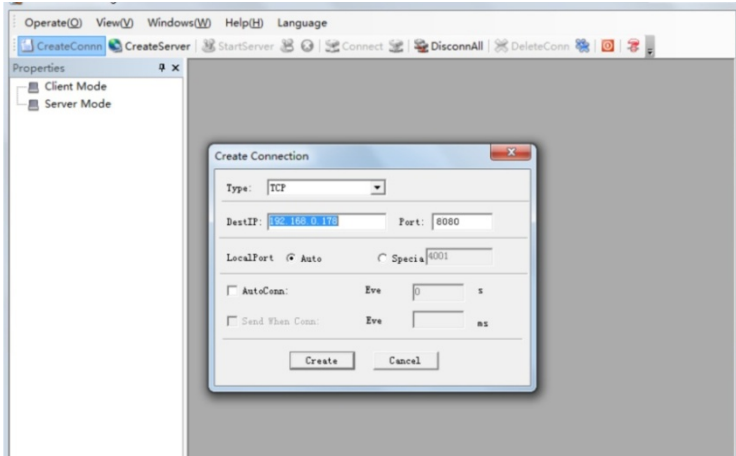 Operate(O) View(V) Windows(W) Help(H) Language
CreateConnn CreateServer StartServer Connect DisconnAll DeleteConn
Properties
Client Mode
Server Mode
Create Connection
Type: TCP
DestIP: 192.168.0.178 Port: 8080
LocalPort Auto Specia 4001
AutoConn: Eve 0 s
Send When Conn: Eve ms
Create Cancel